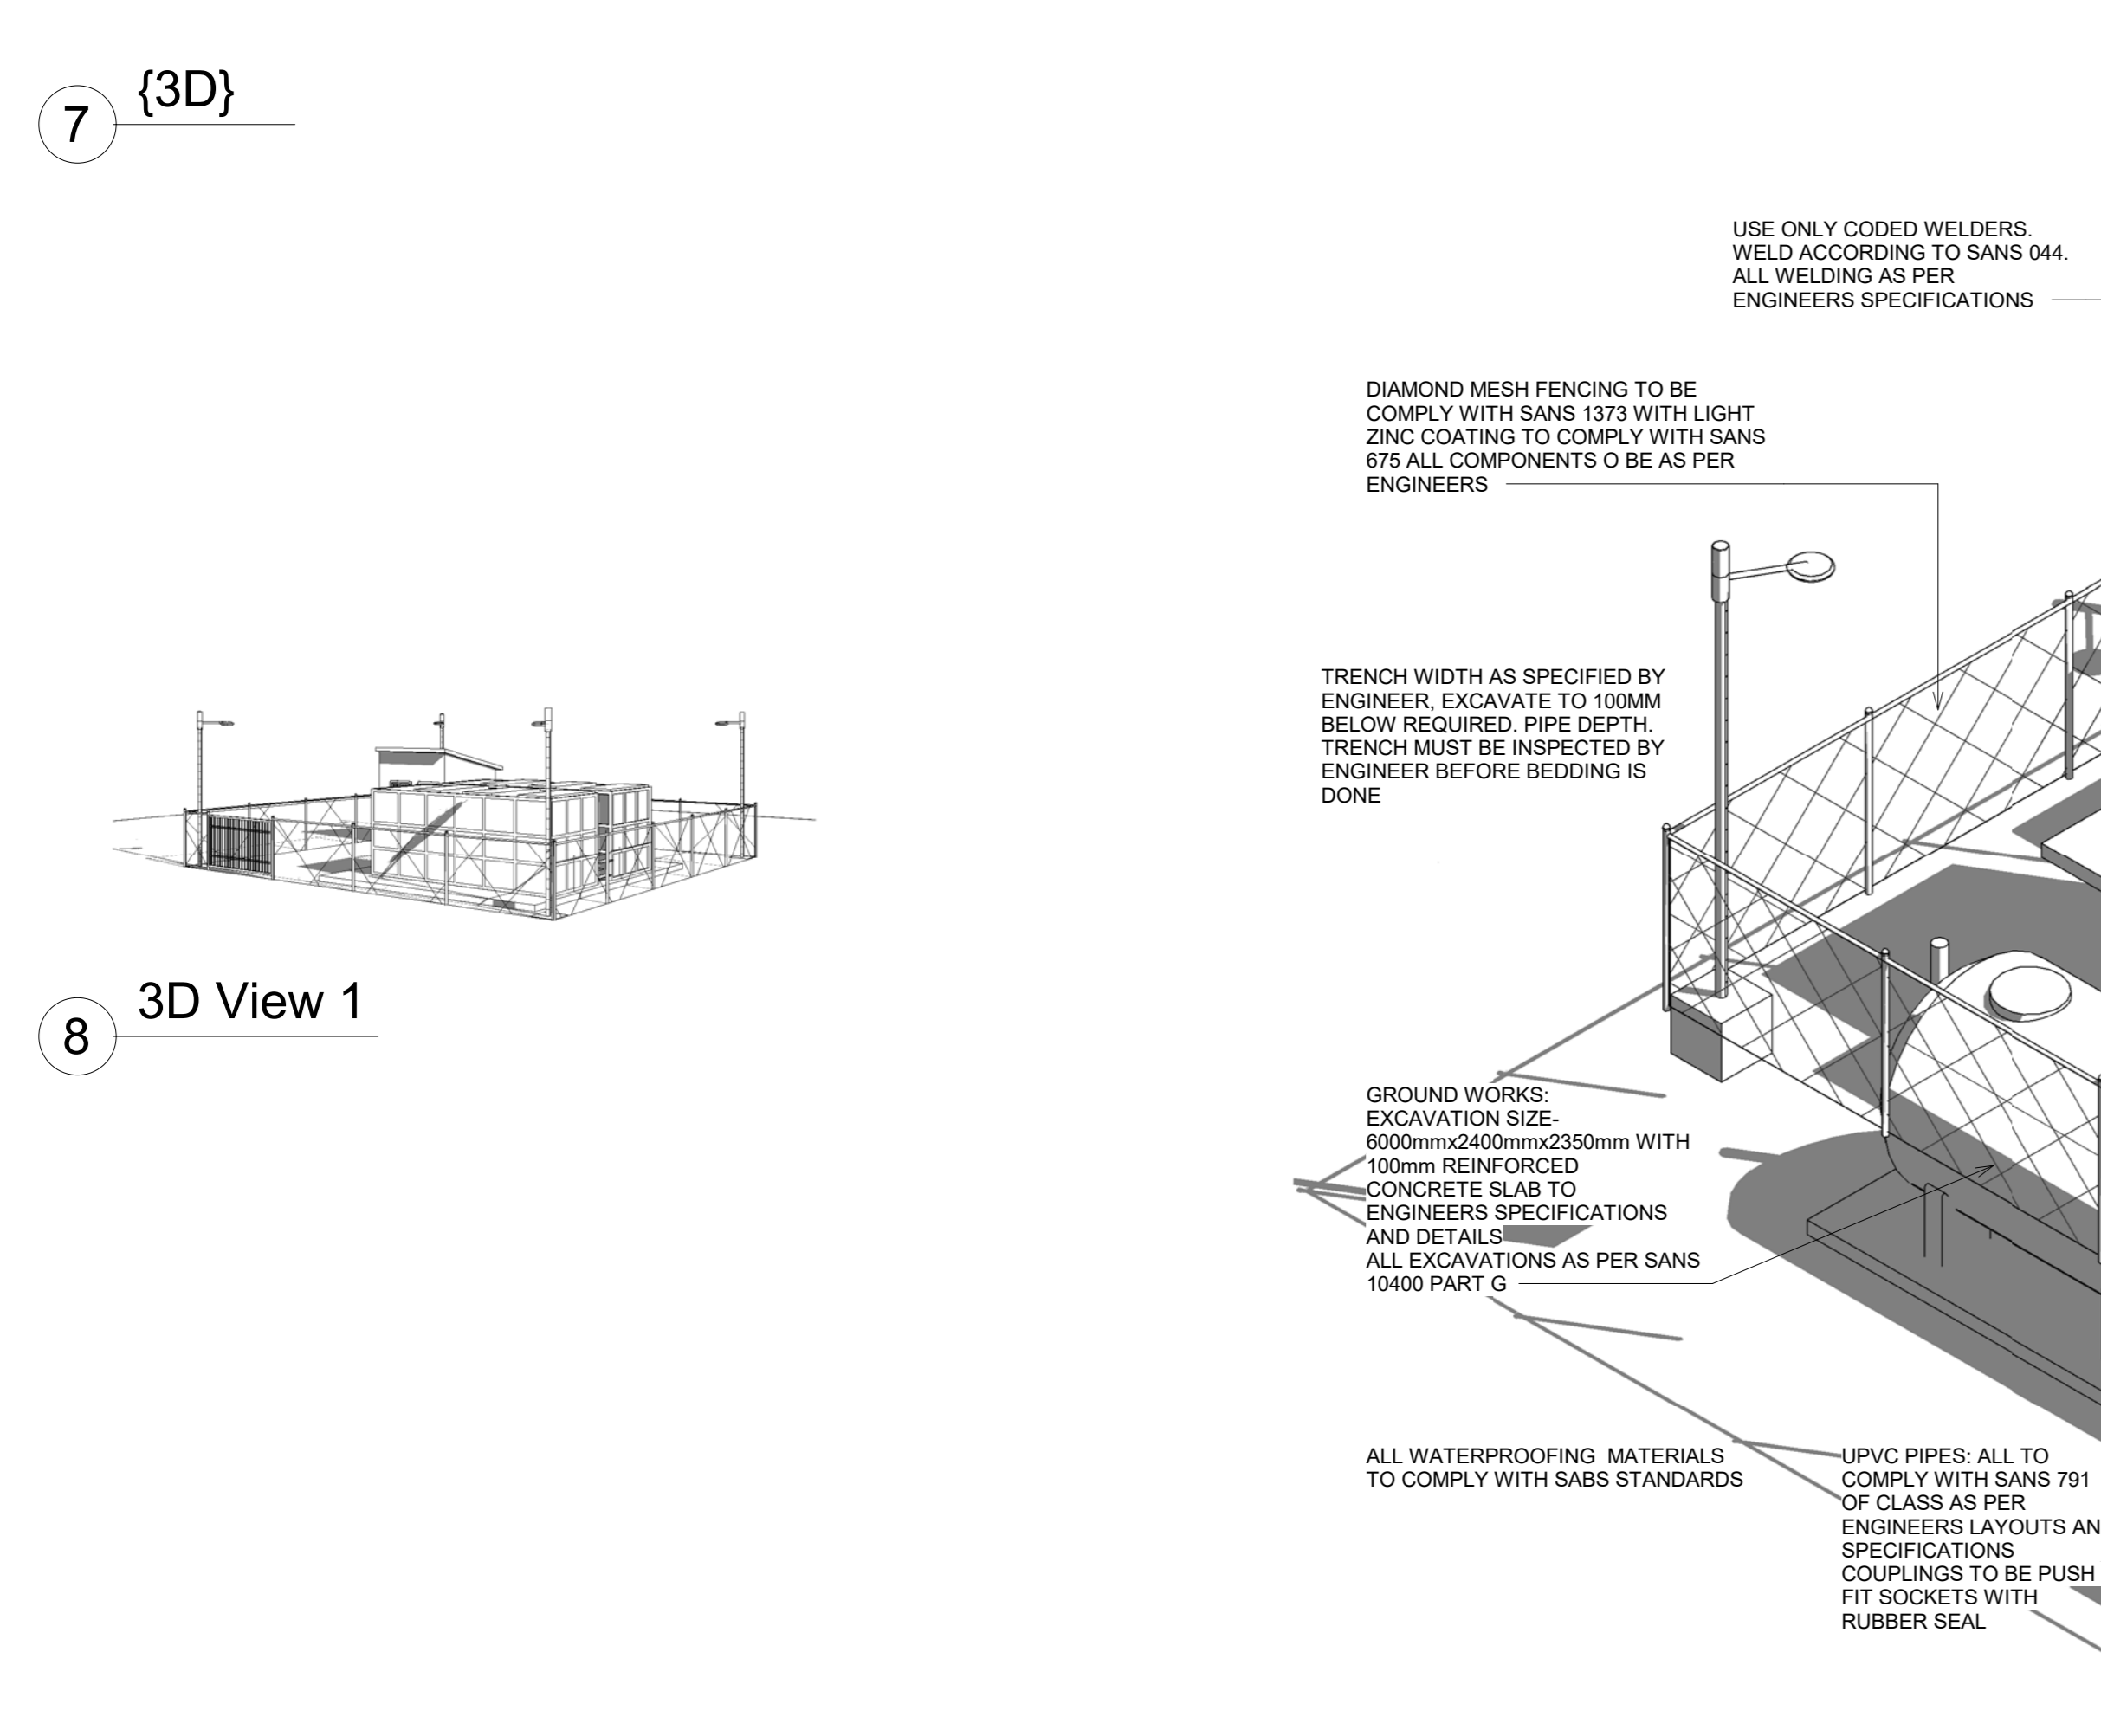 7
{3D}
USE ONLY CODED WELDERS.
WELD ACCORDING TO SANS 044.
ALL WELDING AS PER
ENGINEERS SPECIFICATIONS
DIAMOND MESH FENCING TO BE
COMPLY WITH SANS 1373 WITH LIGHT
ZINC COATING TO COMPLY WITH SANS
675 ALL COMPONENTS O BE AS PER
ENGINEERS
TRENCH WIDTH AS SPECIFIED BY
ENGINEER, EXCAVATE TO 100MM
BELOW REQUIRED. PIPE DEPTH.
TRENCH MUST BE INSPECTED BY
ENGINEER BEFORE BEDDING IS
DONE
8
3D View 1
GROUND WORKS:
EXCAVATION SIZE-
6000mmx2400mmx2350mm WITH
100mm REINFORCED
CONCRETE SLAB TO
ENGINEERS SPECIFICATIONS
AND DETAILS
ALL EXCAVATIONS AS PER SANS
10400 PART G
ALL WATERPROOFING  MATERIALS
TO COMPLY WITH SABS STANDARDS
UPVC PIPES: ALL TO
COMPLY WITH SANS 791
OF CLASS AS PER
ENGINEERS LAYOUTS AN
SPECIFICATIONS
COUPLINGS TO BE PUSH
FIT SOCKETS WITH
RUBBER SEAL